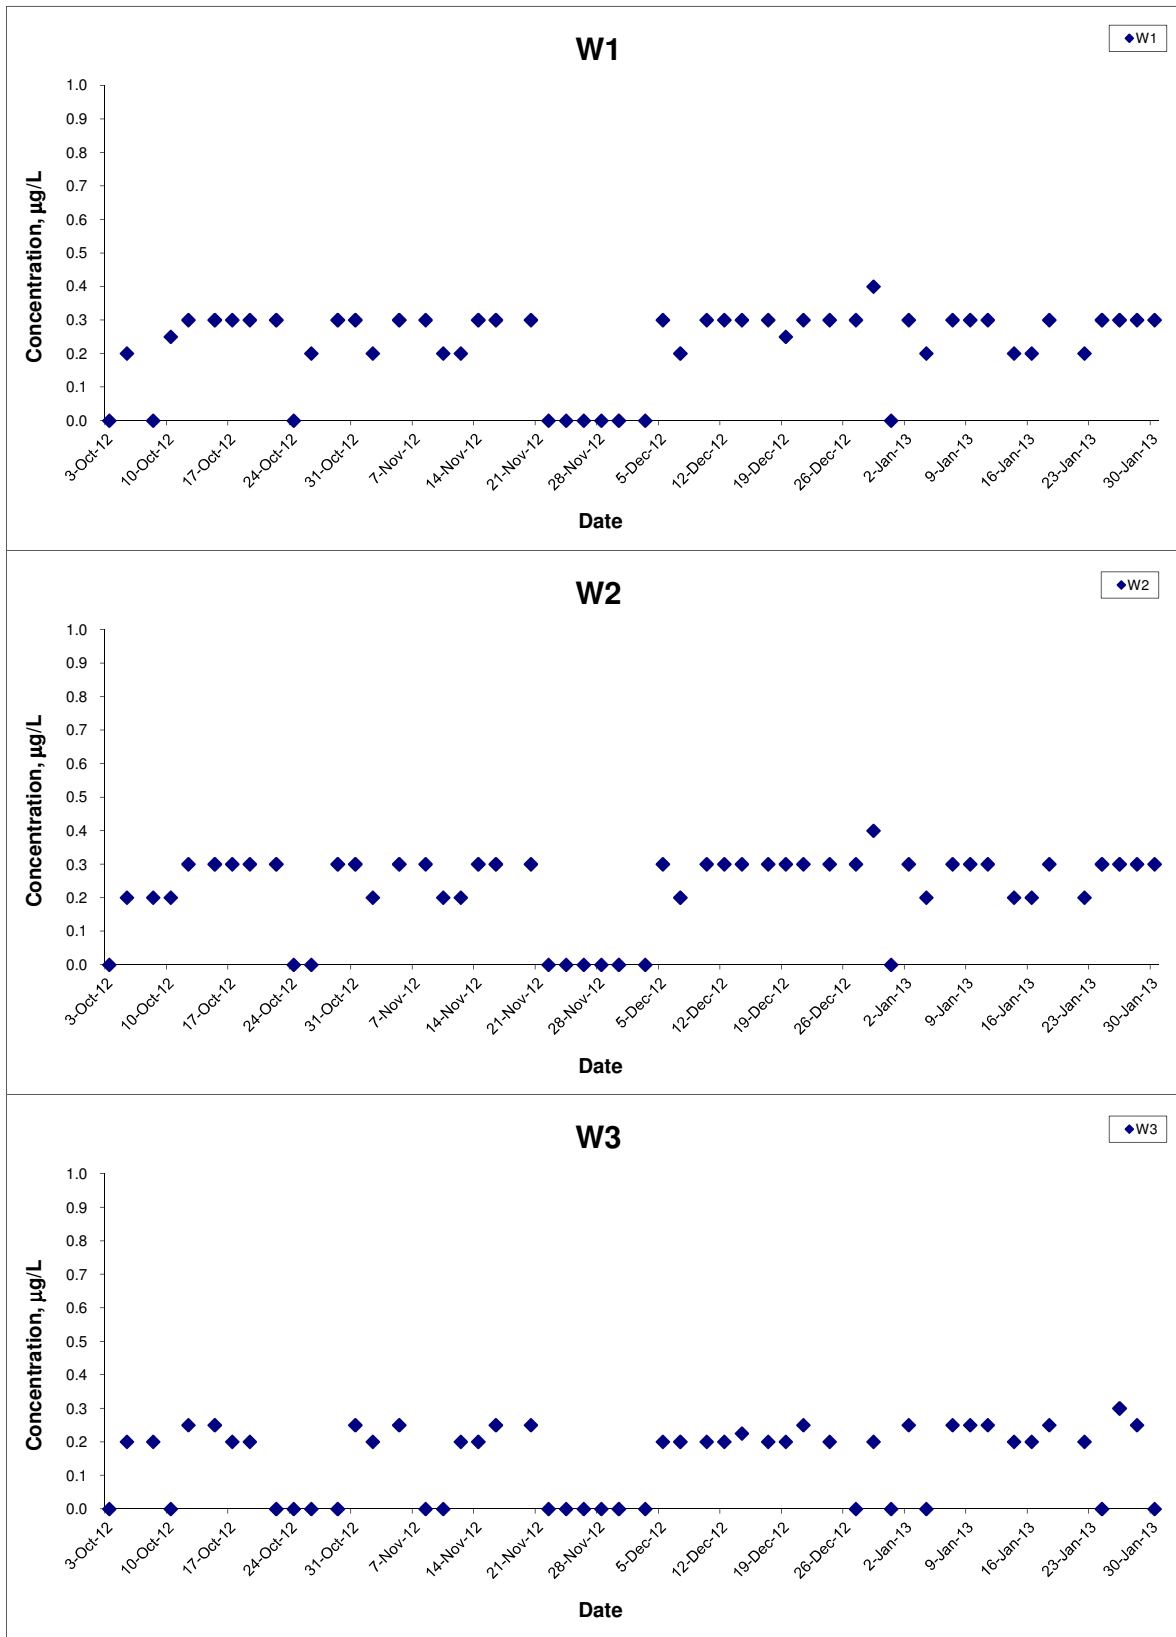 W1
W1
1.0
0.9
0.8
0.7
0.6
0.5
0.4
0.3
0.2
0.1
0.0
Concentration, µg/L
3-Oct-12 10-Oct-12 17-Oct-12 24-Oct-12 31-Oct-12 7-Nov-12 14-Nov-12 21-Nov-12 28-Nov-12 5-Dec-12 12-Dec-12 19-Dec-12 26-Dec-12 2-Jan-13 9-Jan-13 16-Jan-13 23-Jan-13 30-Jan-13
Date
W2
W2
1.0
0.9
0.8
0.7
0.6
0.5
0.4
0.3
0.2
0.1
0.0
Concentration, µg/L
3-Oct-12 10-Oct-12 17-Oct-12 24-Oct-12 31-Oct-12 7-Nov-12 14-Nov-12 21-Nov-12 28-Nov-12 5-Dec-12 12-Dec-12 19-Dec-12 26-Dec-12 2-Jan-13 9-Jan-13 16-Jan-13 23-Jan-13 30-Jan-13
Date
W3
W3
1.0
0.9
0.8
0.7
0.6
0.5
0.4
0.3
0.2
0.1
0.0
Concentration, µg/L
3-Oct-12 10-Oct-12 17-Oct-12 24-Oct-12 31-Oct-12 7-Nov-12 14-Nov-12 21-Nov-12 28-Nov-12 5-Dec-12 12-Dec-12 19-Dec-12 26-Dec-12 2-Jan-13 9-Jan-13 16-Jan-13 23-Jan-13 30-Jan-13
Date